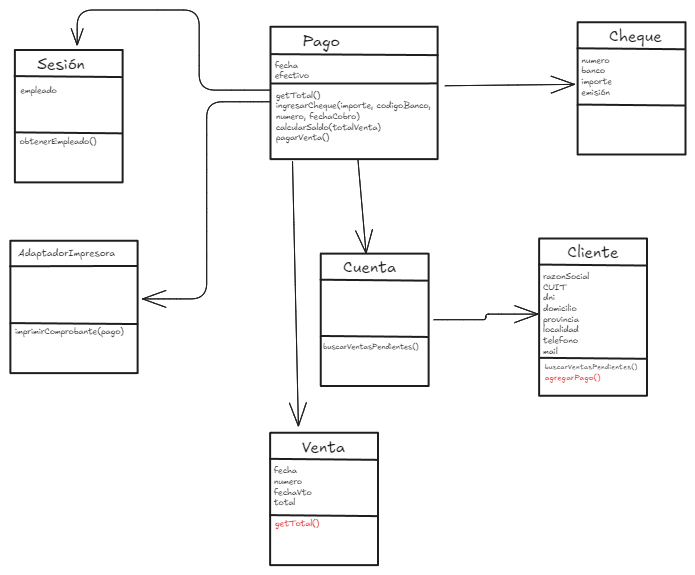 Pago
fecha
efectivo
getTotal()
ingresarCheque(importe, codigoBanco,
numero, fechaCobro)
calcularSaldo(totalVenta)
pagarVenta()
Cheque
numero
banco
importe
emisión
Sesión
empleado
obtenerEmpleado()
AdaptadorImpresora
imprimirComprobante(pago)
Cuenta
buscarVentasPendientes()
Cliente
razonSocial
CUIT
dni
domicilio
provincia
localidad
telefono
mail
buscarVentasPendientes()
agregarPago()
Venta
fecha
numero
fechaVto
total
getTotal()